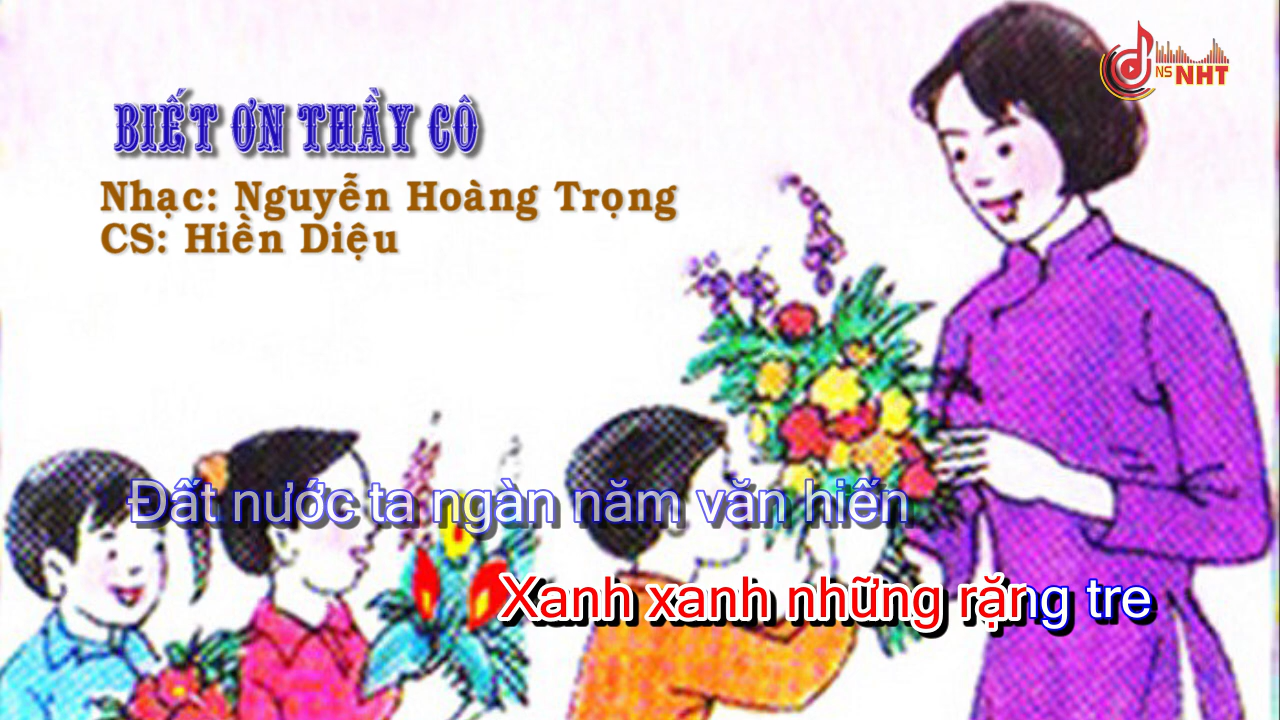 NS NHT
BIẾT ƠN THẦY CÔ
Nhạc: Nguyễn Hoàng Trọng
CS: Hiền Diệu
Đất nước ta ngàn năm văn hiến
Xanh xanh những rặng tre